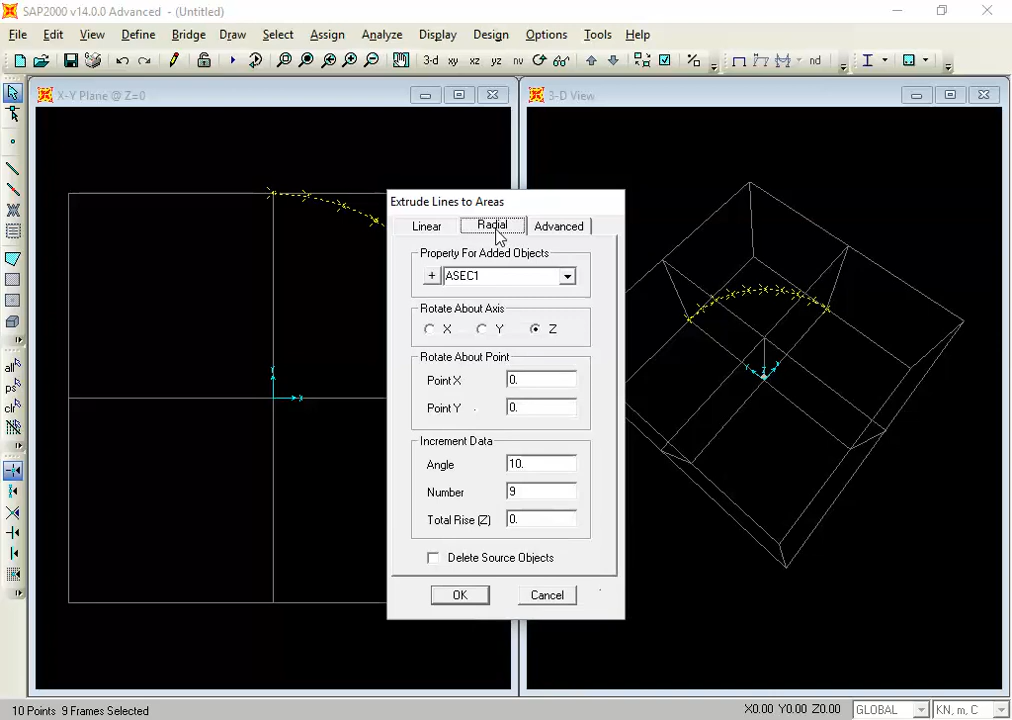 SAP2000 v14.0.0 Advanced - (Untitled)
File Edit View Define Bridge Draw Select Assign Analyze Display Design Options Tools Help
3-d xy xz yz nv nd
X-Y Plane @ Z=0
3-D View
all
ps
clr
Extrude Lines to Areas
Linear Radial Advanced
Property For Added Objects
+ ASEC1
Rotate About Axis
X Y Z
Rotate About Point
Point X 0.
Point Y 0.
Increment Data
Angle 10.
Number 9
Total Rise (Z) 0.
Delete Source Objects
OK Cancel
Y
X
Z
10 Points 9 Frames Selected
X0.00 Y0.00 Z0.00 GLOBAL KN, m, C